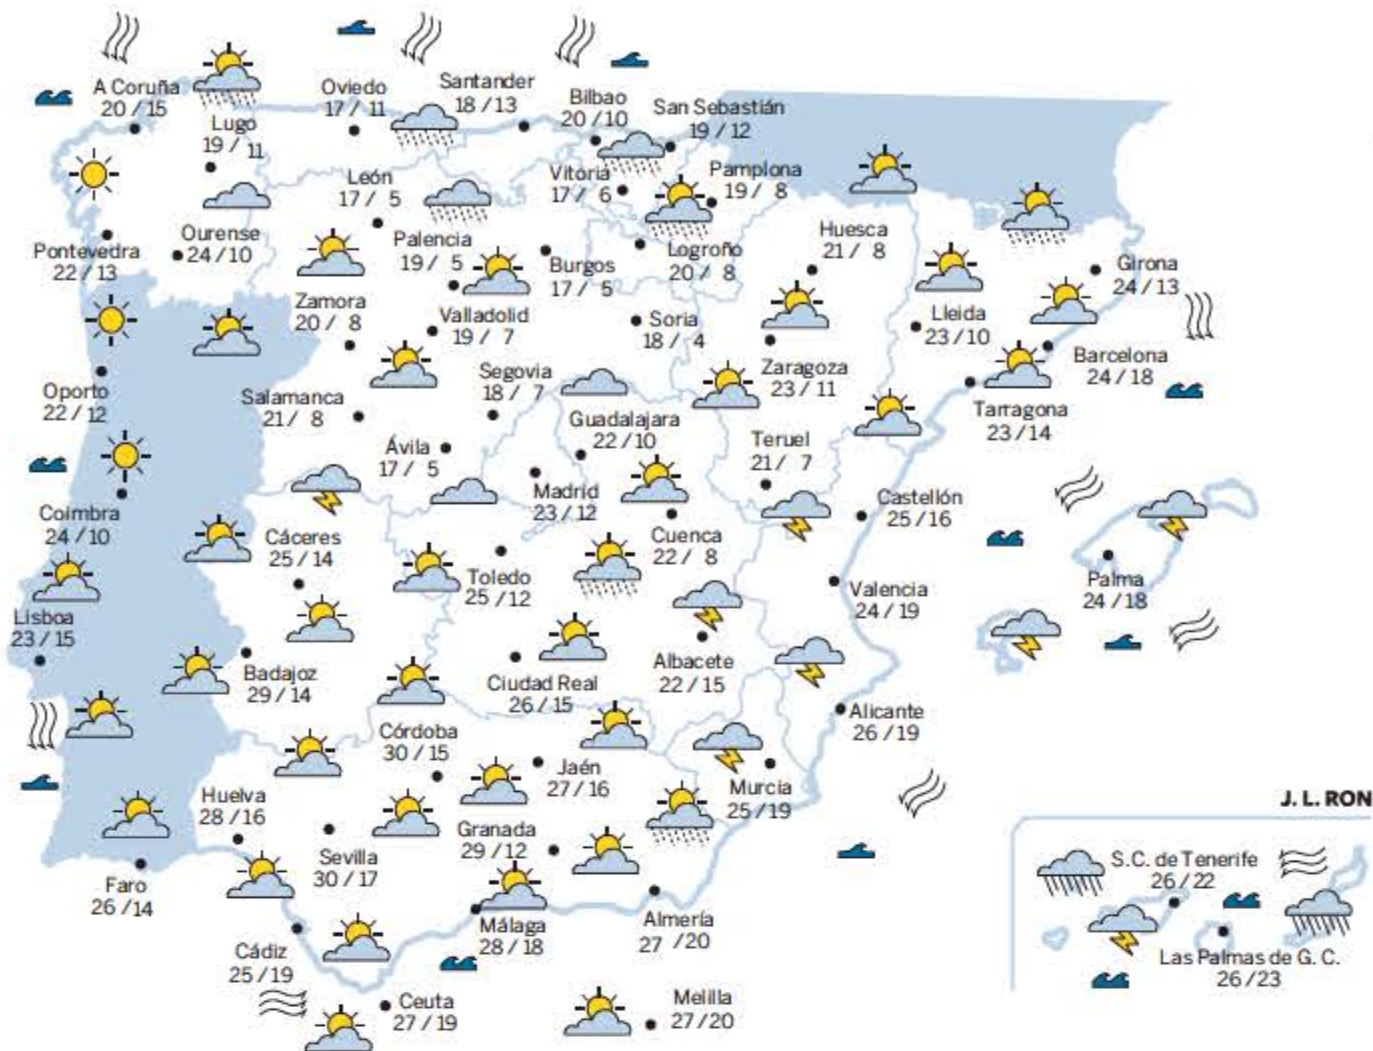 A Coruña
20 / 15
Lugo
19 / 11
Oviedo
17 / 11
Santander
18 / 13
Bilbao
20 / 10
San Sebastián
19 / 12
León
17 / 5
Vitoria
17 / 6
Pamplona
19 / 8
Pontevedra
22 / 13
Ourense
24 / 10
Palencia
19 / 5
Burgos
17 / 5
Logroño
20 / 8
Huesca
21 / 8
Girona
24 / 13
Zamora
20 / 8
Valladolid
19 / 7
Soria
18 / 4
Lleida
23 / 10
Barcelona
24 / 18
Oporto
22 / 12
Salamanca
21 / 8
Segovia
18 / 7
Zaragoza
23 / 11
Tarragona
23 / 14
Ávila
17 / 5
Guadalajara
22 / 10
Teruel
21 / 7
Coimbra
24 / 10
Madrid
23 / 12
Castellón
25 / 16
Cáceres
25 / 14
Cuenca
22 / 8
Toledo
25 / 12
Valencia
24 / 19
Palma
24 / 18
Lisboa
23 / 15
Badajoz
29 / 14
Ciudad Real
26 / 15
Albacete
22 / 15
Alicante
26 / 19
Córdoba
30 / 15
Jaén
27 / 16
Murcia
25 / 19
Huelva
28 / 16
Sevilla
30 / 17
Granada
29 / 12
Faro
26 / 14
Cádiz
25 / 19
Málaga
28 / 18
Almería
27 / 20
Ceuta
27 / 19
Melilla
27 / 20
J. L. RON
S.C. de Tenerife
26 / 22
Las Palmas de G. C.
26 / 23